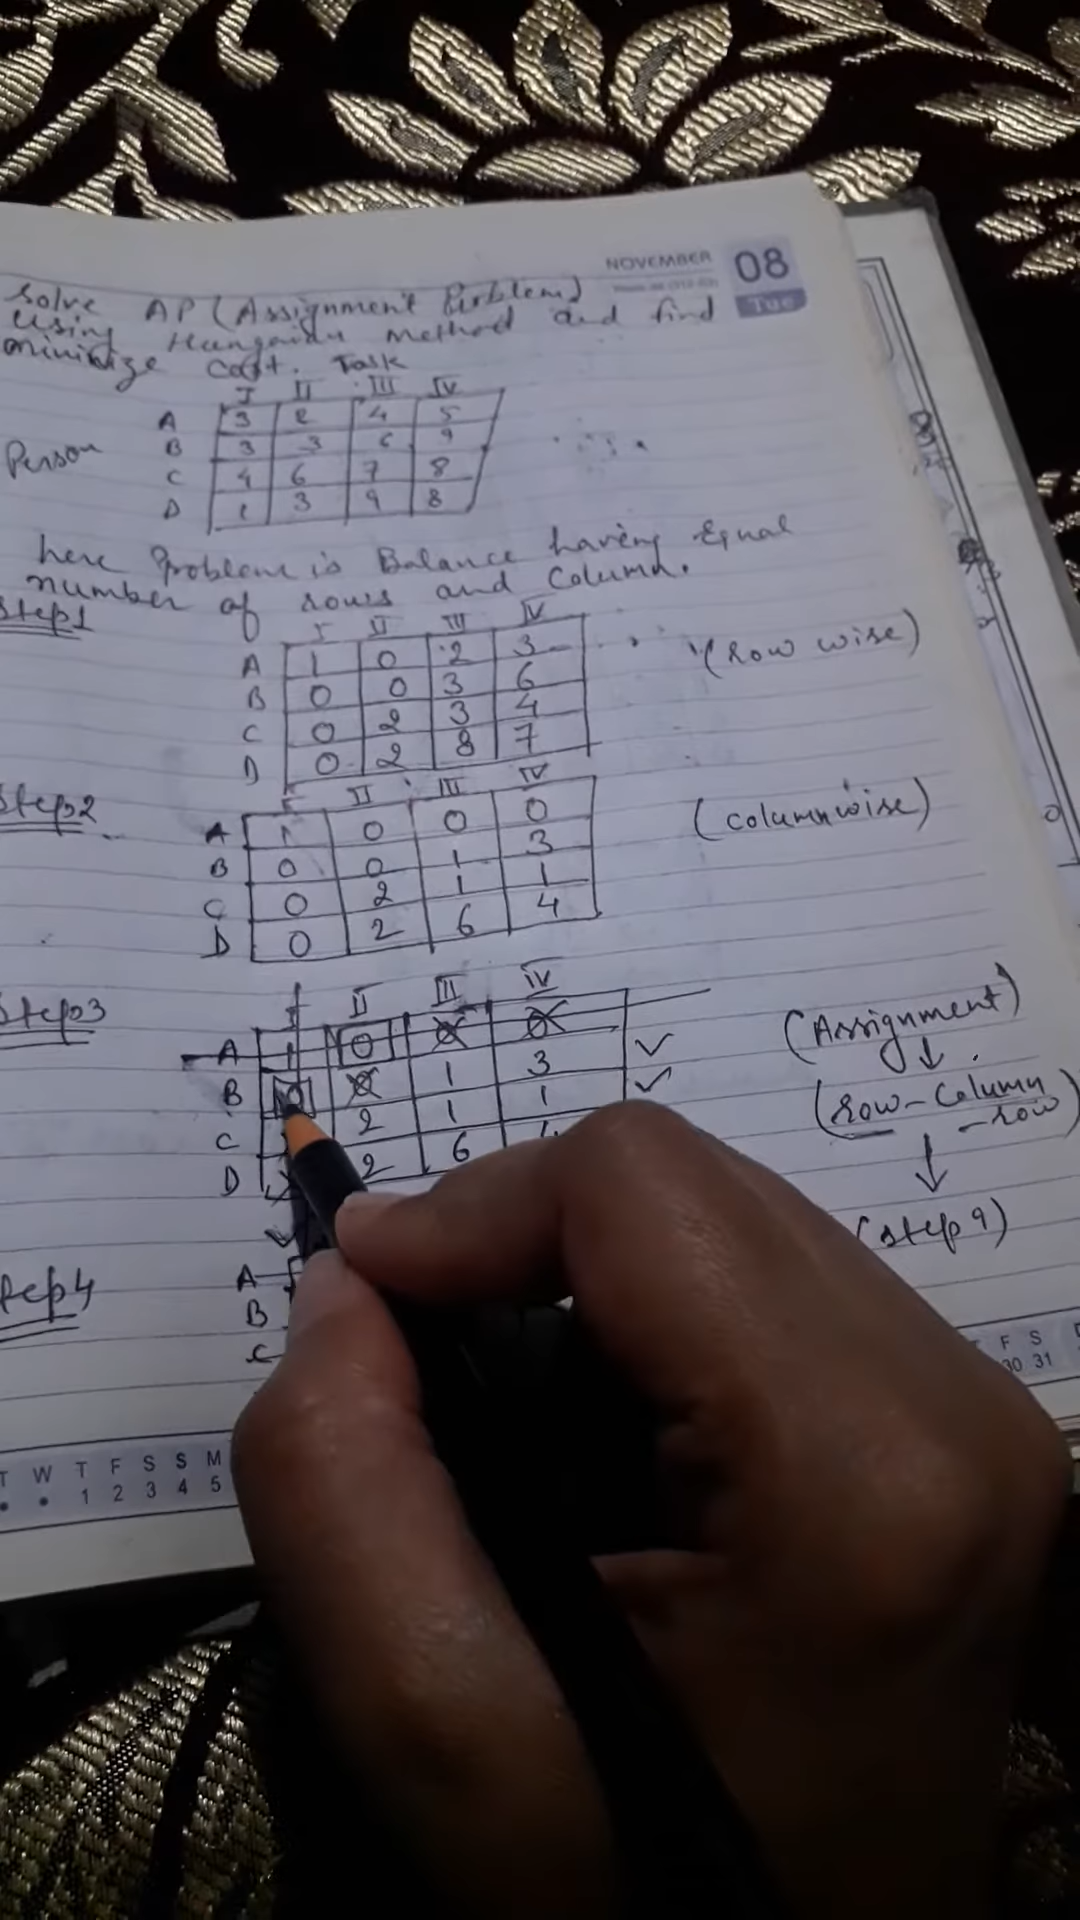 NOVEMBER
08
Tue
Solve AP (Assignment Problem)
Using Hungarian method and find
minimize cost. Task
I II III IV
A 3 2 4 5
Person B 3 3 6 9
C 4 6 7 8
D 1 3 9 8
here Problem is Balance having Equal
number of rows and Column.
Step1
I II III IV
A 1 0 2 3 (row wise)
B 0 0 3 6
C 0 2 3 4
D 0 2 8 7
Step2
I II III IV
A 1 0 0 0 (columnwise)
B 0 0 1 3
C 0 2 1 1
D 0 2 6 4
Step3
I II III IV
A 1 0 0 0 (Assignment)
B 0 0 1 3
C 2 1 1 (row-Column
D 2 6 -row)
(step 9)
tep4
A
B
C
F S
30 31
T W T F S S M
1 2 3 4 5